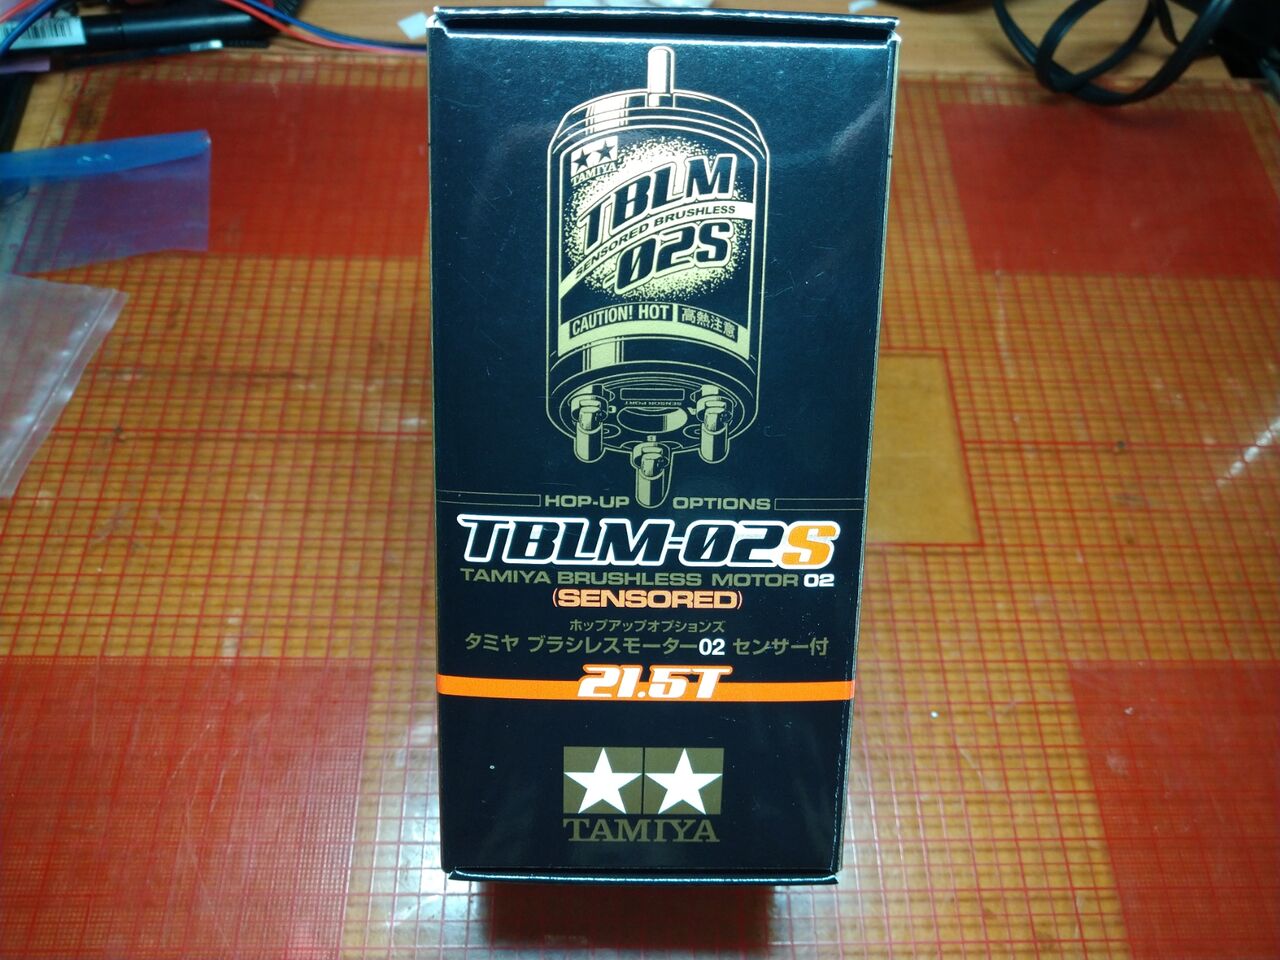 TAMIYA
TBLM
SENSORED BRUSHLESS
-02S
CAUTION! HOT 高熱注意
SENSOR PORT
HOP-UP OPTIONS
TBLM-02S
TAMIYA BRUSHLESS MOTOR 02
(SENSORED)
ホップアップオプションズ
タミヤ ブラシレスモーター02 センサー付
21.5T
TAMIYA